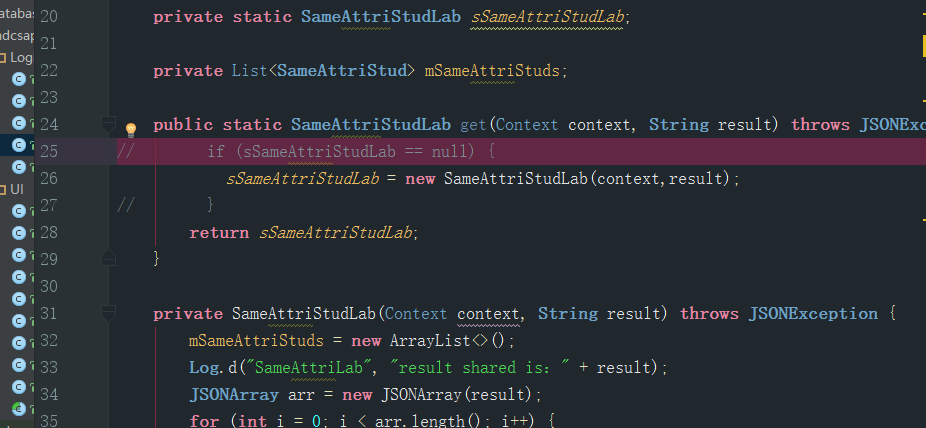 atabas
dcsap
Log
UI
20 private static SameAttriStudLab sSameAttriStudLab;
21
22 private List<SameAttriStud> mSameAttriStuds;
23
24 public static SameAttriStudLab get(Context context, String result) throws JSONExc
25 // if (sSameAttriStudLab == null) {
26 sSameAttriStudLab = new SameAttriStudLab(context,result);
27 // }
28 return sSameAttriStudLab;
29 }
30
31 private SameAttriStudLab(Context context, String result) throws JSONException {
32 mSameAttriStuds = new ArrayList<>();
33 Log.d("SameAttriLab", "result shared is: " + result);
34 JSONArray arr = new JSONArray(result);
35 for (int i = 0; i < arr.length(); i++) {